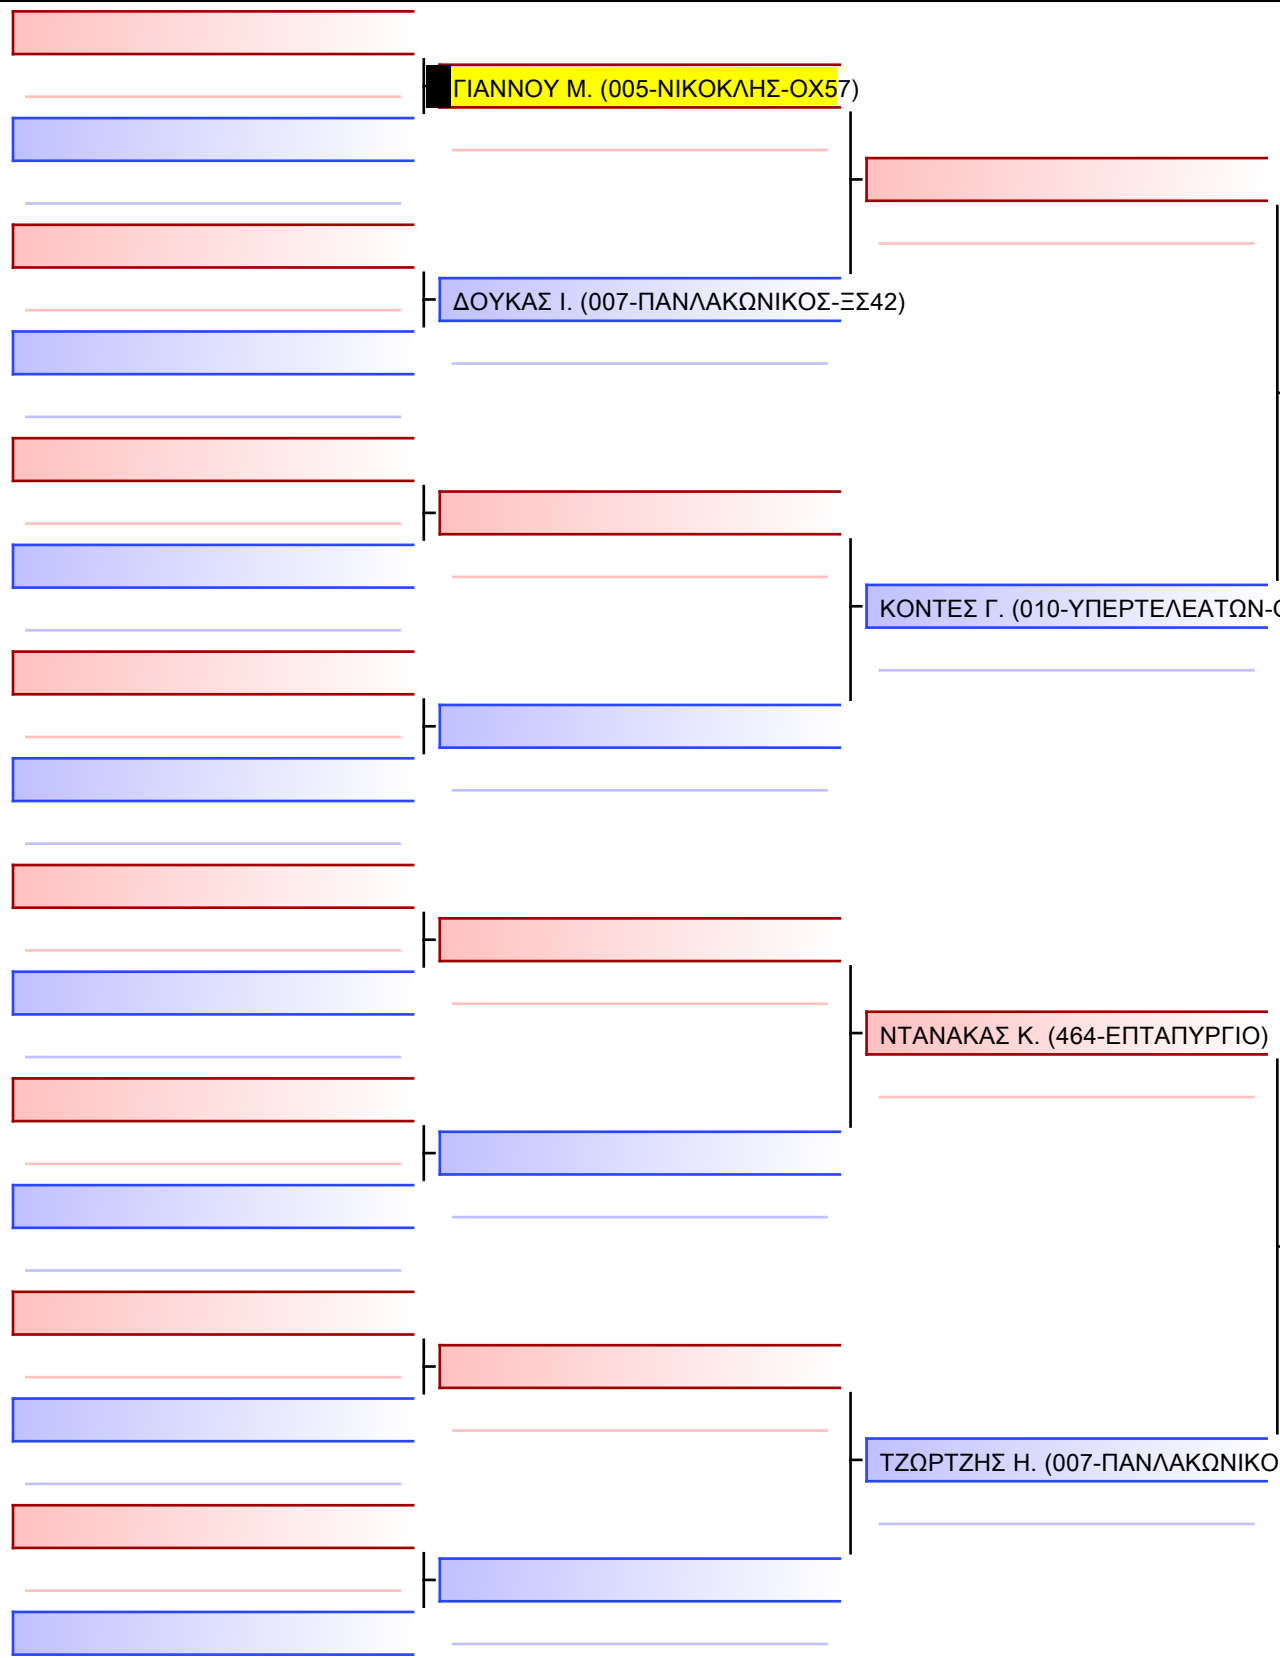 ΓΙΑΝΝΟΥ Μ. (005-ΝΙΚΟΚΛΗΣ-ΟΧ57)
ΔΟΥΚΑΣ Ι. (007-ΠΑΝΛΑΚΩΝΙΚΟΣ-ΞΣ42)
ΚΟΝΤΕΣ Γ. (010-ΥΠΕΡΤΕΛΕΑΤΩΝ-
ΝΤΑΝΑΚΑΣ Κ. (464-ΕΠΤΑΠΥΡΓΙΟ)
ΤΖΩΡΤΖΗΣ Η. (007-ΠΑΝΛΑΚΩΝΙΚΟ